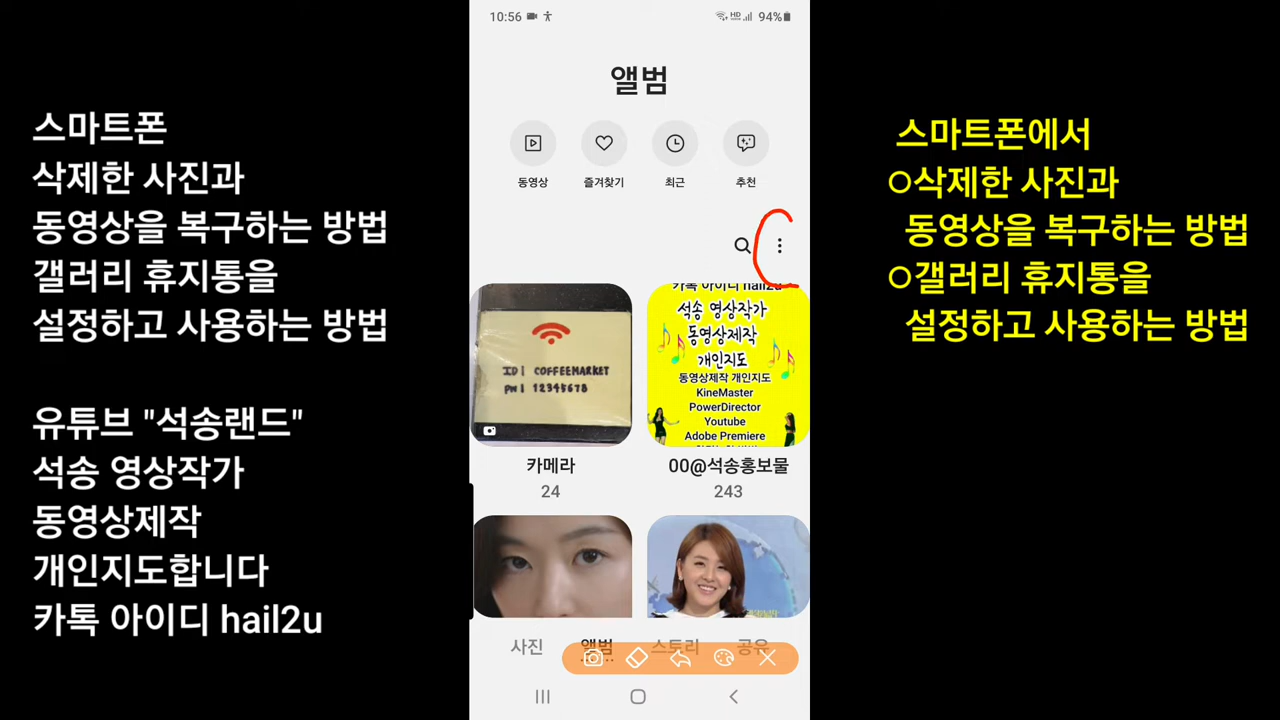 스마트폰
삭제한 사진과
동영상을 복구하는 방법
갤러리 휴지통을
설정하고 사용하는 방법
유튜브 "석송랜드"
석송 영상작가
동영상제작
개인지도합니다
카톡 아이디 hail2u
10:56
HD
94%
앨범
동영상
즐겨찾기
최근
추천
ID| COFFEEMARKET
PW| 12345678
카메라
24
카톡 아이디 hail2u
석송 영상작가
동영상제작
개인지도
동영상제작 개인지도
KineMaster
PowerDirector
Youtube
Adobe Premiere
00@석송홍보물
243
사진
앨범
스토리
공유
스마트폰에서
○삭제한 사진과
동영상을 복구하는 방법
○갤러리 휴지통을
설정하고 사용하는 방법